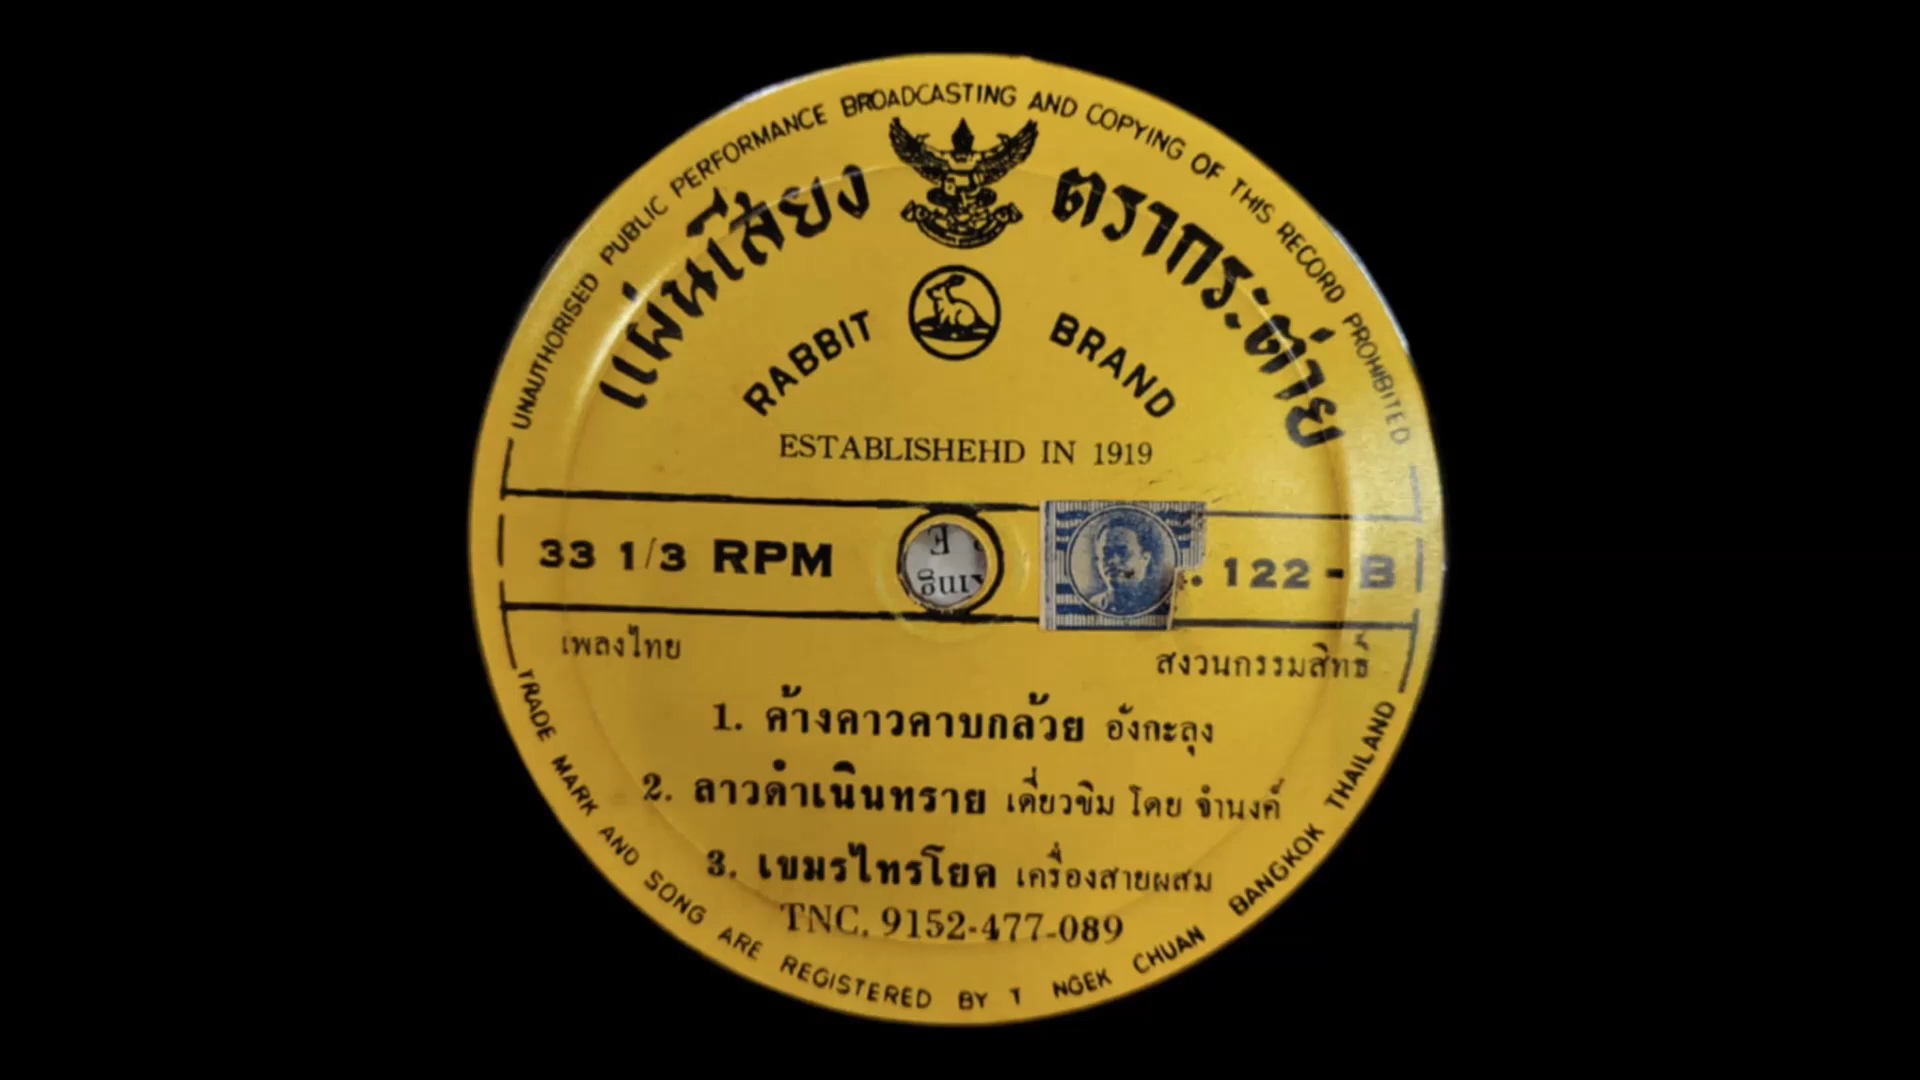 UNAUTHORISED PUBLIC PERFORMANCE BROADCASTING AND COPYING OF THIS RECORD PROHIBITED
แผ่นเสียง ตรากระต่าย
RABBIT BRAND
ESTABLISHEHD IN 1919
33 1/3 RPM
. 122 - B
เพลงไทย
สงวนกรรมสิทธิ์
1. ค้างคาวคาบกล้วย อังกะลุง
2. ลาวดำเนินทราย เดี่ยวขิม โดย จำนงค์
3. เขมรไทรโยค เครื่องสายผสม
TNC. 9152-477-089
TRADE MARK AND SONG ARE REGISTERED BY T NGEK CHUAN BANGKOK THAILAND